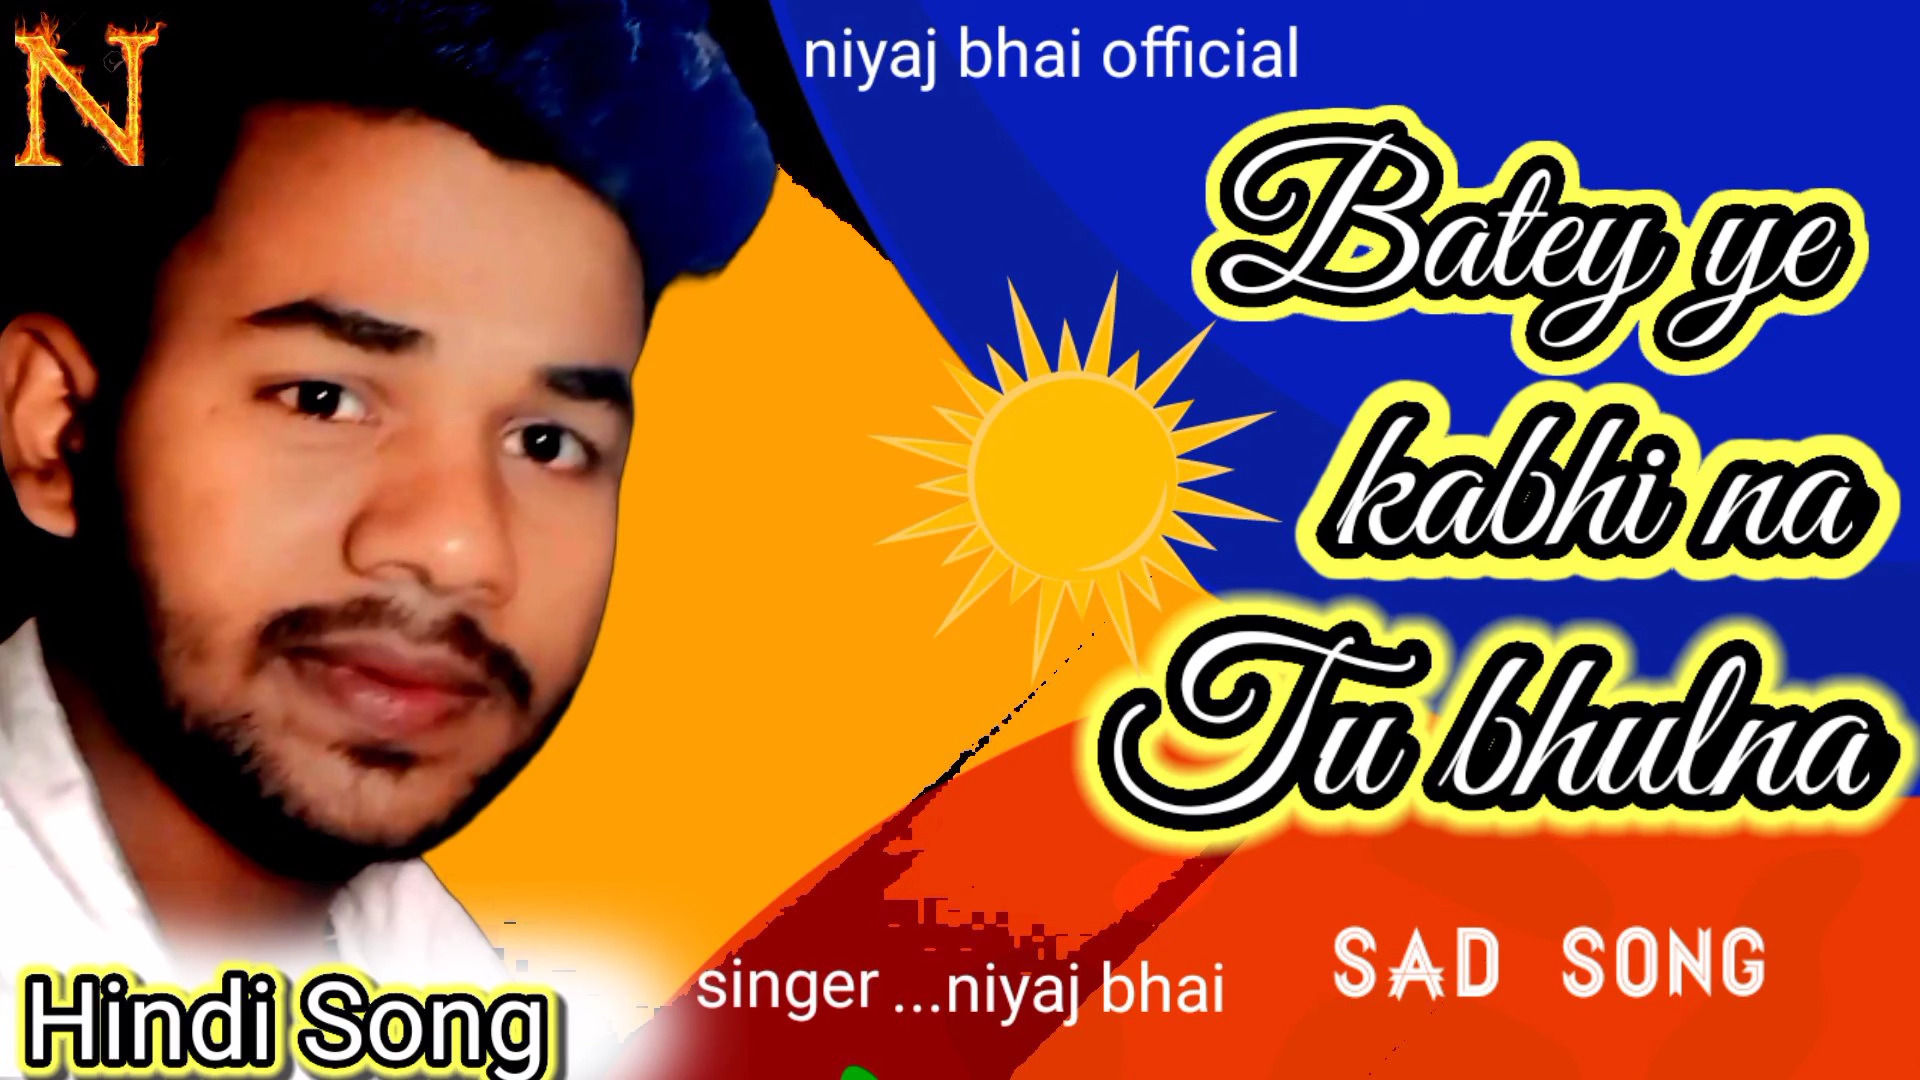 N
niyaj bhai official
Batey ye
kabhi na
Tu bhulna
SAD SONG
singer ...niyaj bhai
Hindi Song